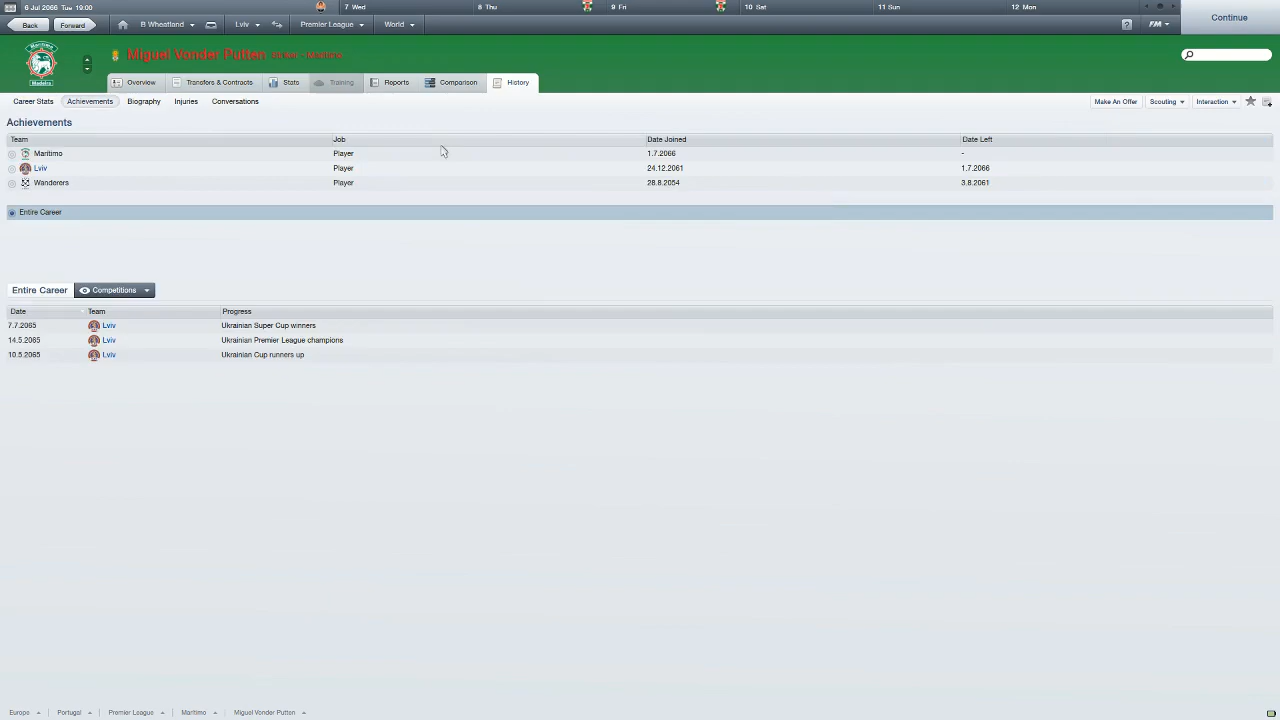 6 Jul 2066 Tue 19:00 7 Wed 8 Thu 9 Fri 10 Sat 11 Sun 12 Mon
Back Forward B Wheatland Lviv Premier League World ? FM Continue
Miguel Vonder Putten
Overview Transfers & Contracts Stats Training Reports Comparison History
Career Stats Achievements Biography Injuries Conversations Make An Offer Scouting Interaction
Achievements
Team Job Date Joined Date Left
Marítimo Player 1.7.2066 -
Lviv Player 24.12.2061 1.7.2066
Wanderers Player 28.8.2054 3.8.2061
Entire Career
Entire Career Competitions
Date Team Progress
7.7.2065 Lviv Ukrainian Super Cup winners
14.5.2065 Lviv Ukrainian Premier League champions
10.5.2065 Lviv Ukrainian Cup runners up
Europe Portugal Premier League Marítimo Miguel Vonder Putten